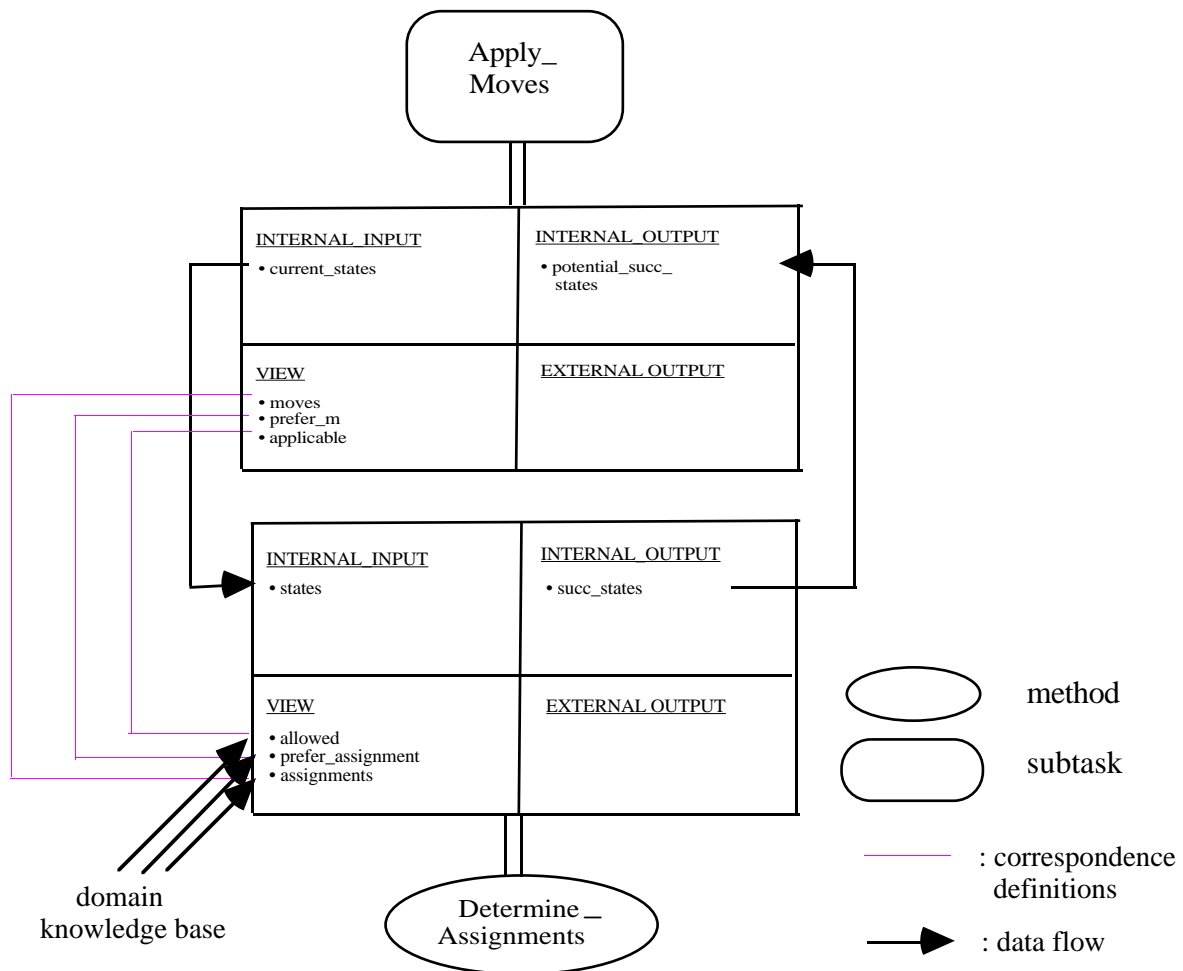 Apply_
Moves
INTERNAL_INPUT
• current_states
INTERNAL_OUTPUT
• potential_succ_
states
VIEW
• moves
• prefer_m
• applicable
EXTERNAL OUTPUT
INTERNAL_INPUT
• states
INTERNAL_OUTPUT
• succ_states
VIEW
• allowed
• prefer_assignment
• assignments
EXTERNAL OUTPUT
domain
knowledge base
Determine_
Assignments
method
subtask
: correspondence
definitions
: data flow